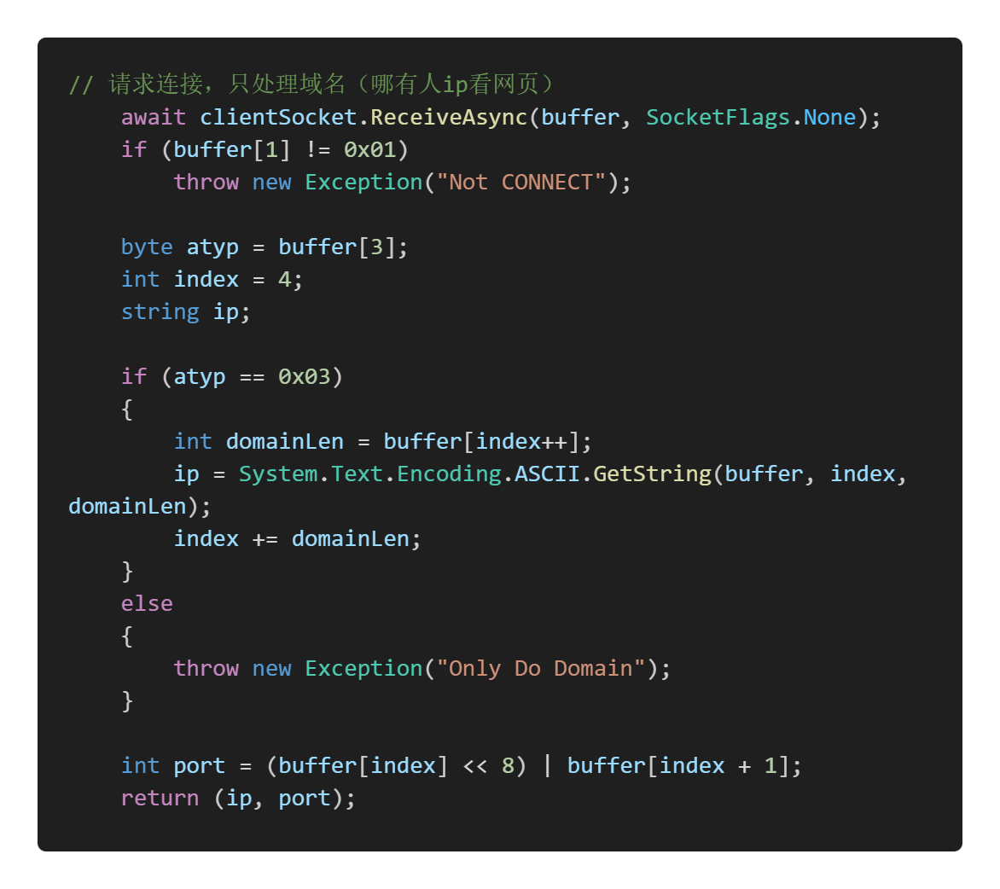 // 请求连接，只处理域名（哪有人ip看网页）
    await clientSocket.ReceiveAsync(buffer, SocketFlags.None);
    if (buffer[1] != 0x01)
        throw new Exception("Not CONNECT");

    byte atyp = buffer[3];
    int index = 4;
    string ip;

    if (atyp == 0x03)
    {
        int domainLen = buffer[index++];
        ip = System.Text.Encoding.ASCII.GetString(buffer, index,
domainLen);
        index += domainLen;
    }
    else
    {
        throw new Exception("Only Do Domain");
    }

    int port = (buffer[index] << 8) | buffer[index + 1];
    return (ip, port);